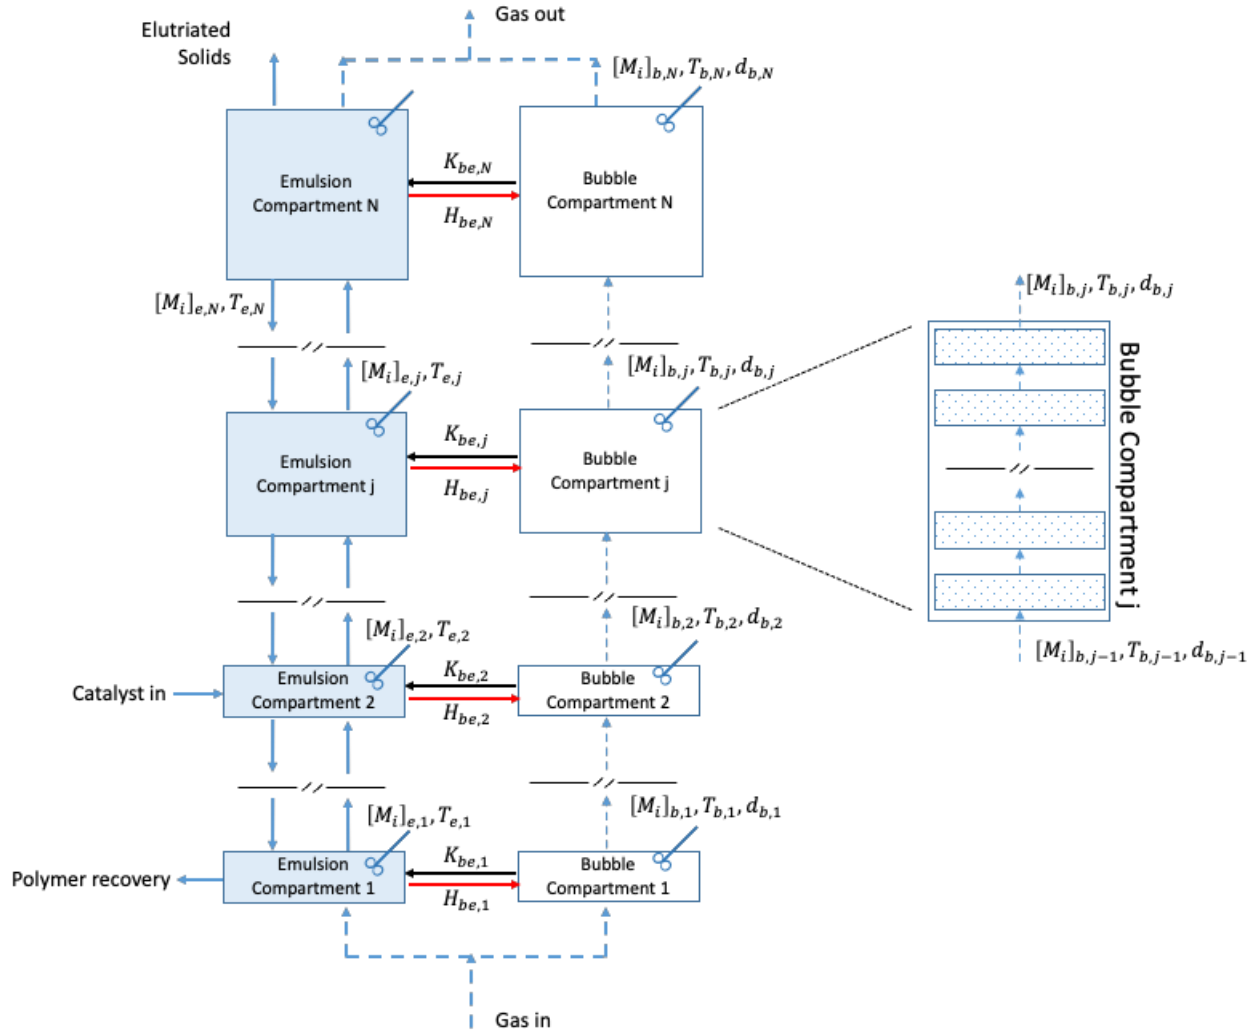 Gas out
Elutriated
Solids
$[M_i]_{b,N}, T_{b,N}, d_{b,N}$
Emulsion
Compartment N
$K_{be,N}$
$H_{be,N}$
Bubble
Compartment N
$[M_i]_{e,N}, T_{e,N}$
$[M_i]_{e,j}, T_{e,j}$
$[M_i]_{b,j}, T_{b,j}, d_{b,j}$
Emulsion
Compartment j
$K_{be,j}$
$H_{be,j}$
Bubble
Compartment j
$[M_i]_{b,j}, T_{b,j}, d_{b,j}$
Bubble Compartment j
$[M_i]_{b,j-1}, T_{b,j-1}, d_{b,j-1}$
$[M_i]_{e,2}, T_{e,2}$
$[M_i]_{b,2}, T_{b,2}, d_{b,2}$
Catalyst in
Emulsion
Compartment 2
$K_{be,2}$
$H_{be,2}$
Bubble
Compartment 2
$[M_i]_{e,1}, T_{e,1}$
$[M_i]_{b,1}, T_{b,1}, d_{b,1}$
Polymer recovery
Emulsion
Compartment 1
$K_{be,1}$
$H_{be,1}$
Bubble
Compartment 1
Gas in